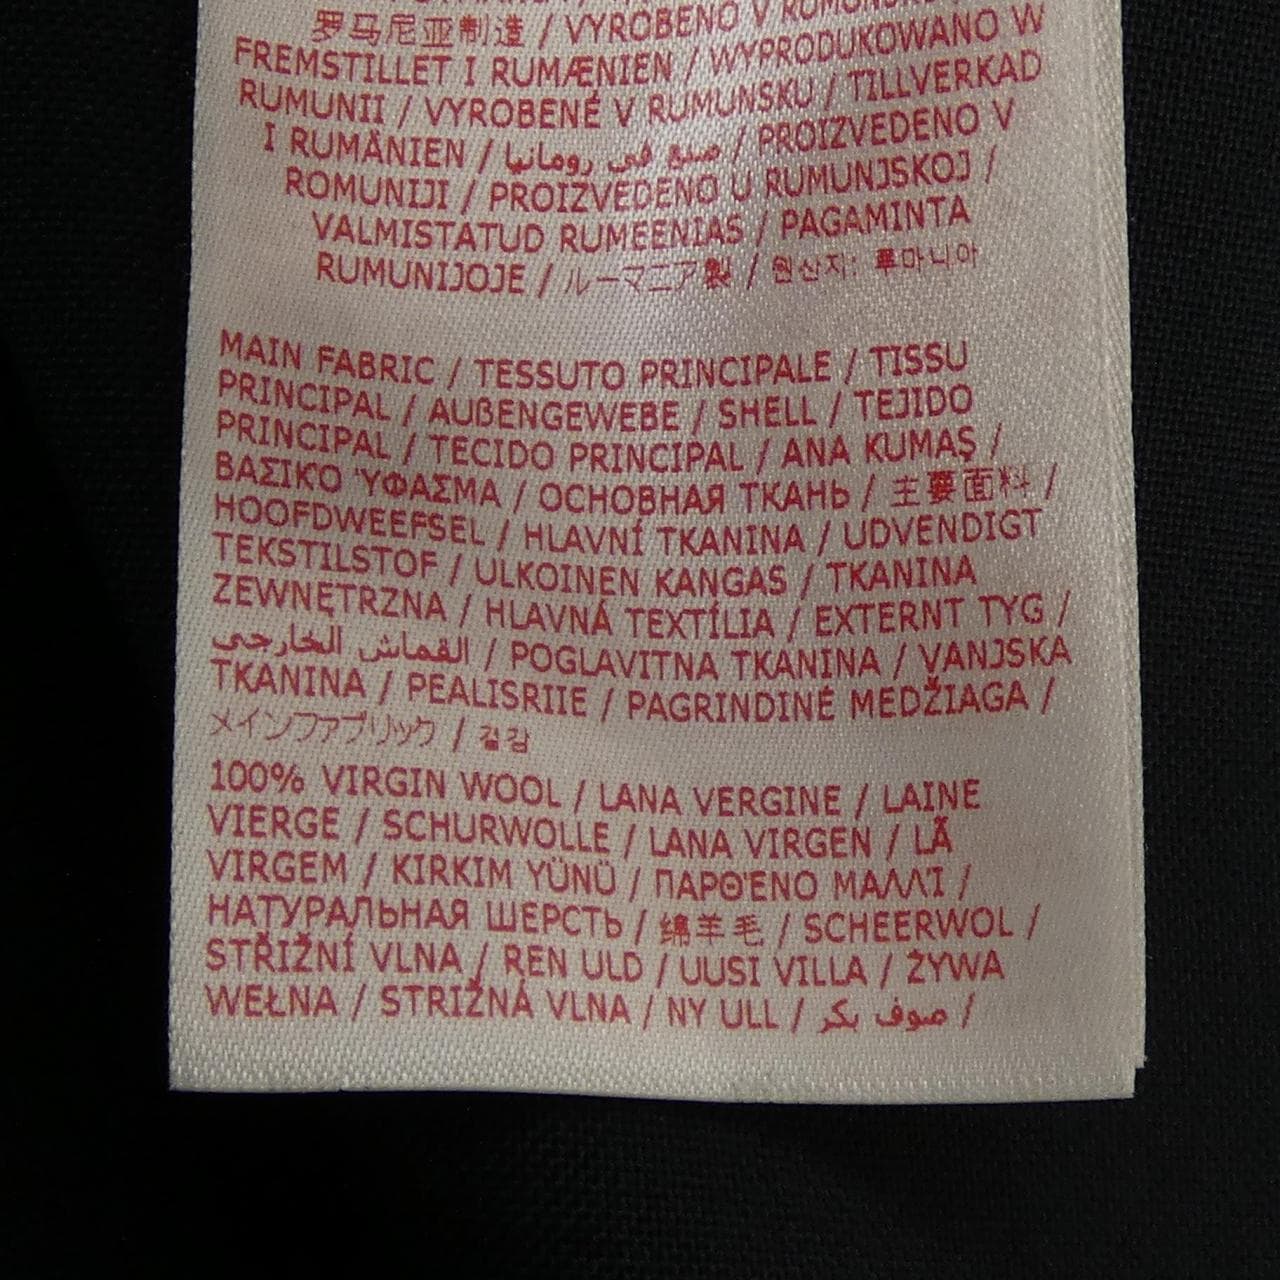 罗马尼亚制造 / VYROBENO V RUMUNSKU
FREMSTILLET I RUMÆNIEN / WYPRODUKOWANO W
RUMUNII / VYROBENÉ V RUMUNSKU / TILLVERKAD
I RUMÄNIEN / صنع في رومانيا / PROIZVEDENO V
ROMUNIJI / PROIZVEDENO U RUMUNJSKOJ /
VALMISTATUD RUMEENIAS / PAGAMINTA
RUMUNIJOJE / ルーマニア製 / 원산지: 루마니아
MAIN FABRIC / TESSUTO PRINCIPALE / TISSU
PRINCIPAL / AUßENGEWEBE / SHELL / TEJIDO
PRINCIPAL / TECIDO PRINCIPAL / ANA KUMAŞ /
ΒΑΣΙΚΟ ΎΦΑΣΜΑ / ОСНОВНАЯ ТКАНЬ / 主要面料 /
HOOFDWEEFSEL / HLAVNÍ TKANINA / UDVENDIGT
TEKSTILSTOF / ULKOINEN KANGAS / TKANINA
ZEWNĘTRZNA / HLAVNÁ TEXTÍLIA / EXTERNT TYG /
القماش الخارجي / POGLAVITNA TKANINA / VANJSKA
TKANINA / PEALISRIIE / PAGRINDINĖ MEDŽIAGA /
メインファブリック / 겉감
100% VIRGIN WOOL / LANA VERGINE / LAINE
VIERGE / SCHURWOLLE / LANA VIRGEN / LÃ
VIRGEM / KIRKIM YÜNÜ / ΠΑΡΘΈΝΟ ΜΑΛΛΊ /
НАТУРАЛЬНАЯ ШЕРСТЬ / 绵羊毛 / SCHEERWOL /
STŘIŽNÍ VLNA / REN ULD / UUSI VILLA / ŻYWA
WEŁNA / STRIŽNÁ VLNA / NY ULL / صوف بكر /